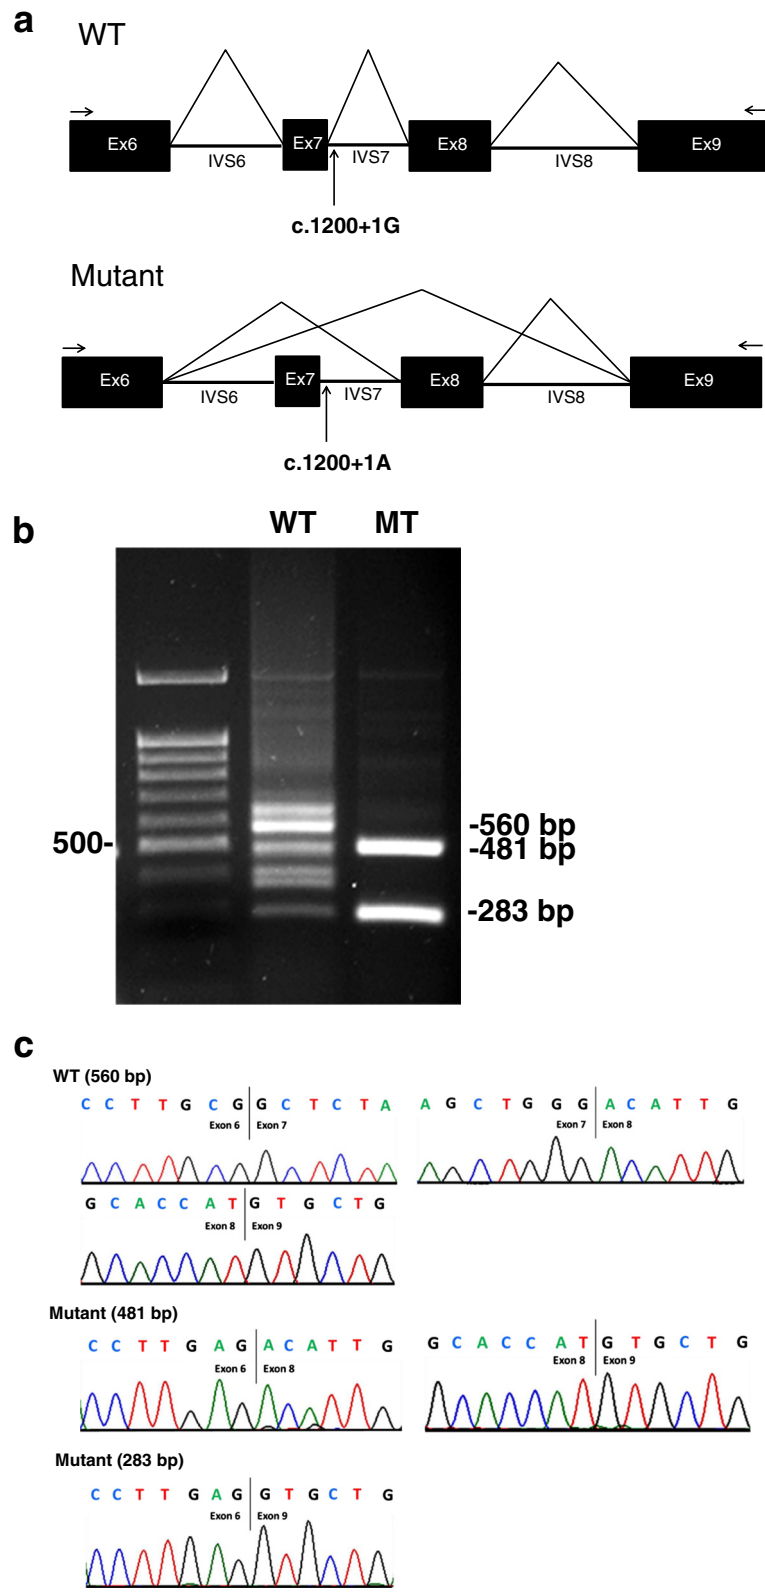 a
WT
Ex6
Ex7
Ex8
Ex9
IVS6
IVS7
IVS8
c.1200+1G
Mutant
Ex6
Ex7
Ex8
Ex9
IVS6
IVS7
IVS8
c.1200+1A
b
WT MT
500-
-560 bp
-481 bp
-283 bp
c
WT (560 bp)
C C T T G C G G C T C T A
Exon 6 Exon 7
A G C T G G G A C A T T G
Exon 7 Exon 8
G C A C C A T G T G C T G
Exon 8 Exon 9
Mutant (481 bp)
C C T T G A G A C A T T G
Exon 6 Exon 8
G C A C C A T G T G C T G
Exon 8 Exon 9
Mutant (283 bp)
C C T T G A G G T G C T G
Exon 6 Exon 9